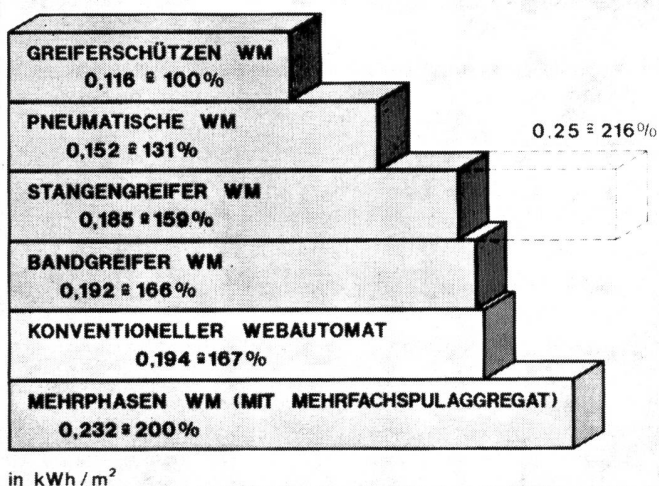 GREIFERSCHÜTZEN WM
0,116 ≙ 100%
PNEUMATISCHE WM
0,152 ≙ 131%
0.25 ≙ 216%
STANGENGREIFER WM
0,185 ≙ 159%
BANDGREIFER WM
0,192 ≙ 166%
KONVENTIONELLER WEBAUTOMAT
0,194 ≙ 167%
MEHRPHASEN WM (MIT MEHRFACHSPULAGGREGAT)
0,232 ≙ 200%
in kWh/m²